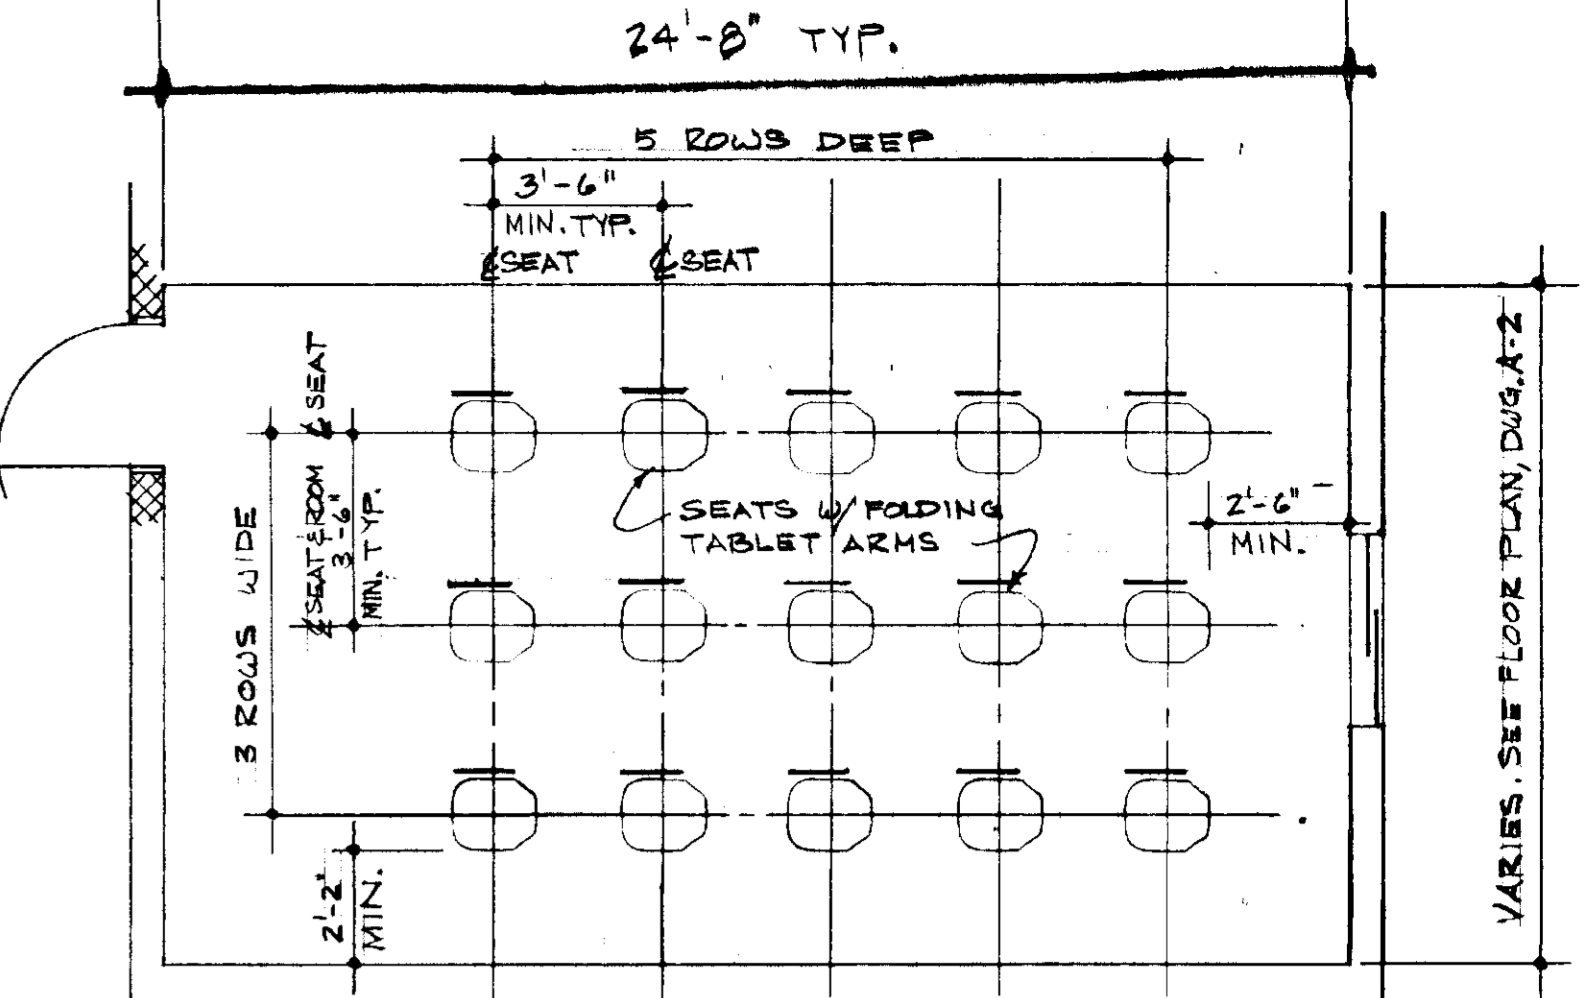 24'-8" TYP.
5 ROWS DEEP
3'-6"
MIN. TYP.
℄ SEAT
℄ SEAT
℄ SEAT
℄ SEAT & ROOM
3'-6"
MIN. TYP.
3 ROWS WIDE
SEATS W/ FOLDING
TABLET ARMS
2'-6"
MIN.
2'-2"
MIN.
VARIES. SEE FLOOR PLAN, DWG. A-2